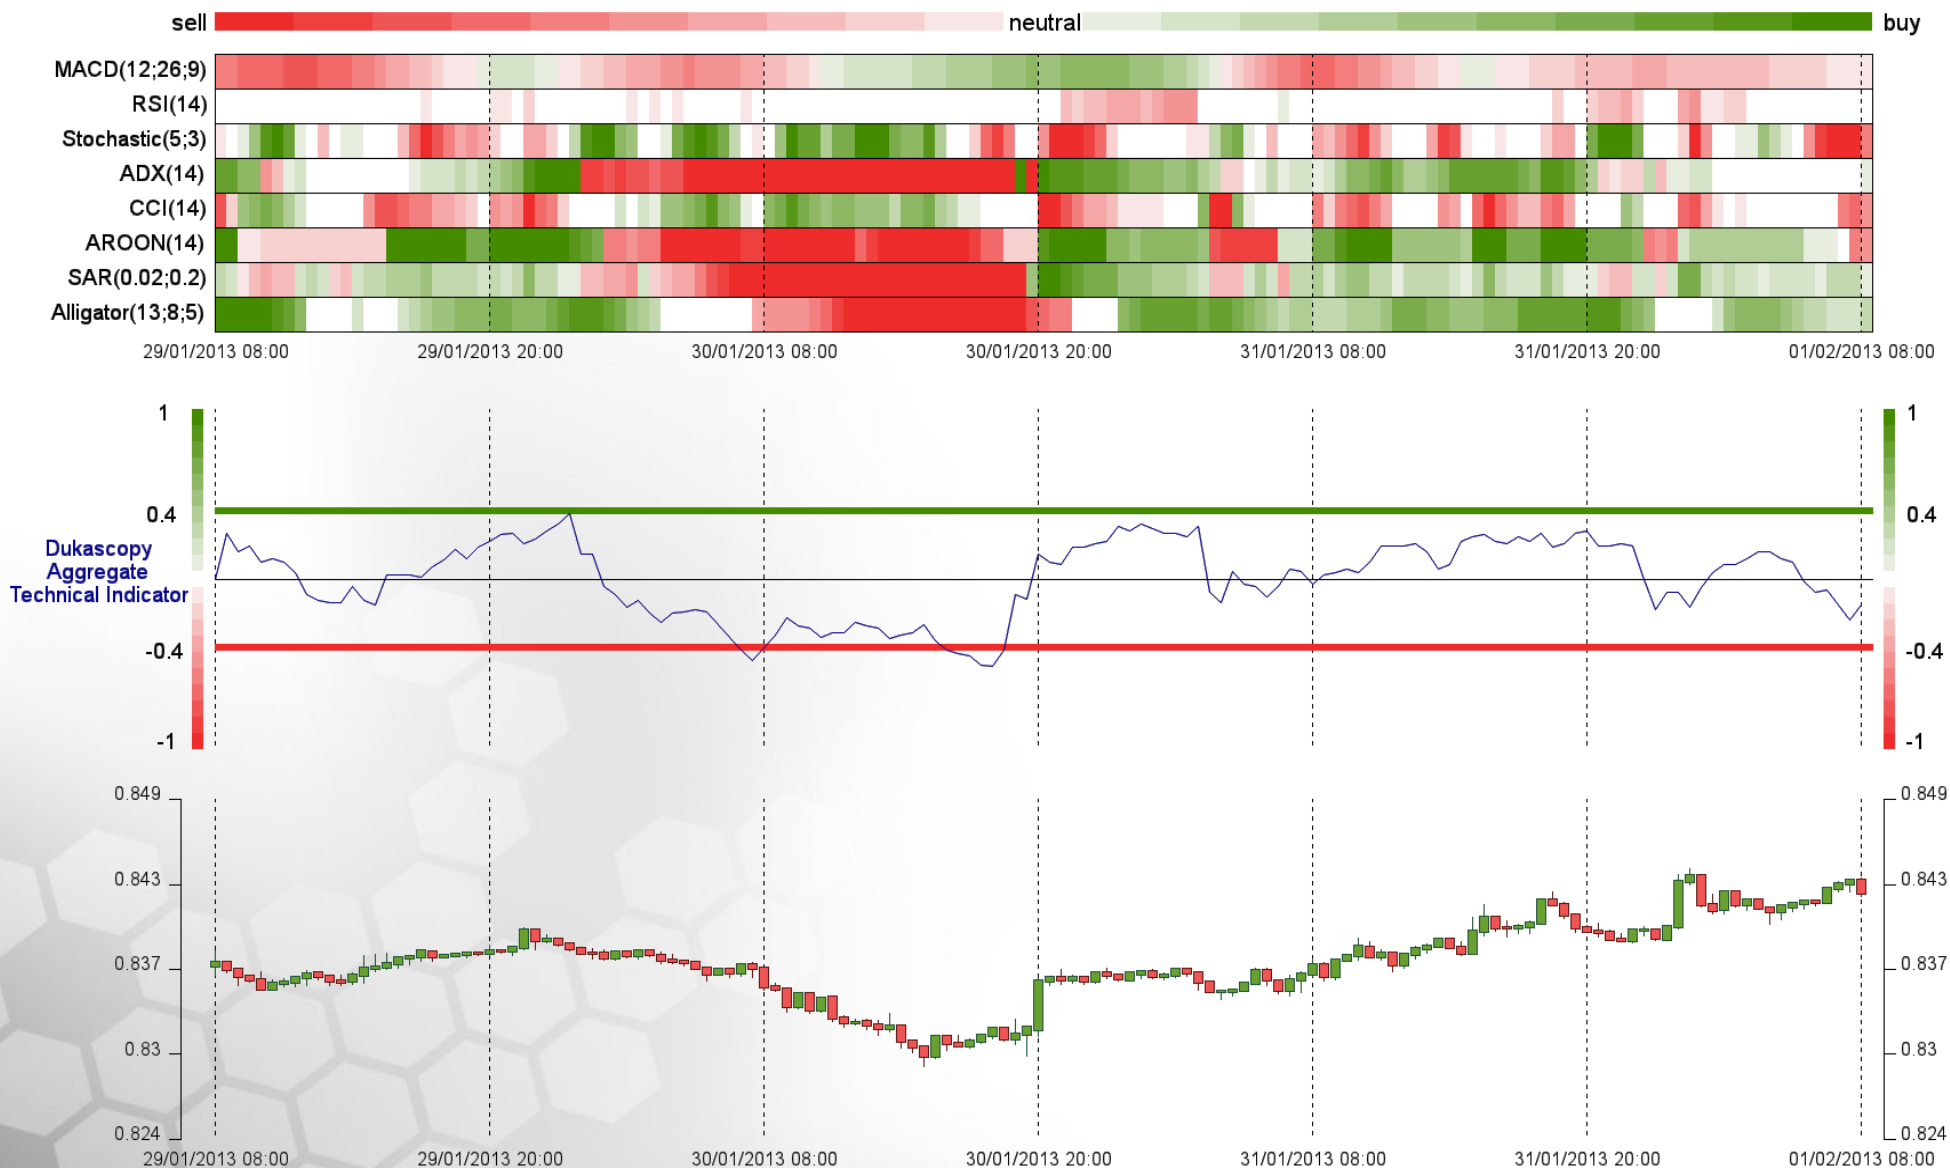 sell neutral buy
MACD(12;26;9)
RSI(14)
Stochastic(5;3)
ADX(14)
CCI(14)
AROON(14)
SAR(0.02;0.2)
Alligator(13;8;5)
29/01/2013 08:00 29/01/2013 20:00 30/01/2013 08:00 30/01/2013 20:00 31/01/2013 08:00 31/01/2013 20:00 01/02/2013 08:00
1 1
0.4 0.4
Dukascopy
Aggregate
Technical Indicator
-0.4 -0.4
-1 -1
0.849 0.849
0.843 0.843
0.837 0.837
0.83 0.83
0.824 0.824
29/01/2013 08:00 29/01/2013 20:00 30/01/2013 08:00 30/01/2013 20:00 31/01/2013 08:00 31/01/2013 20:00 01/02/2013 08:00